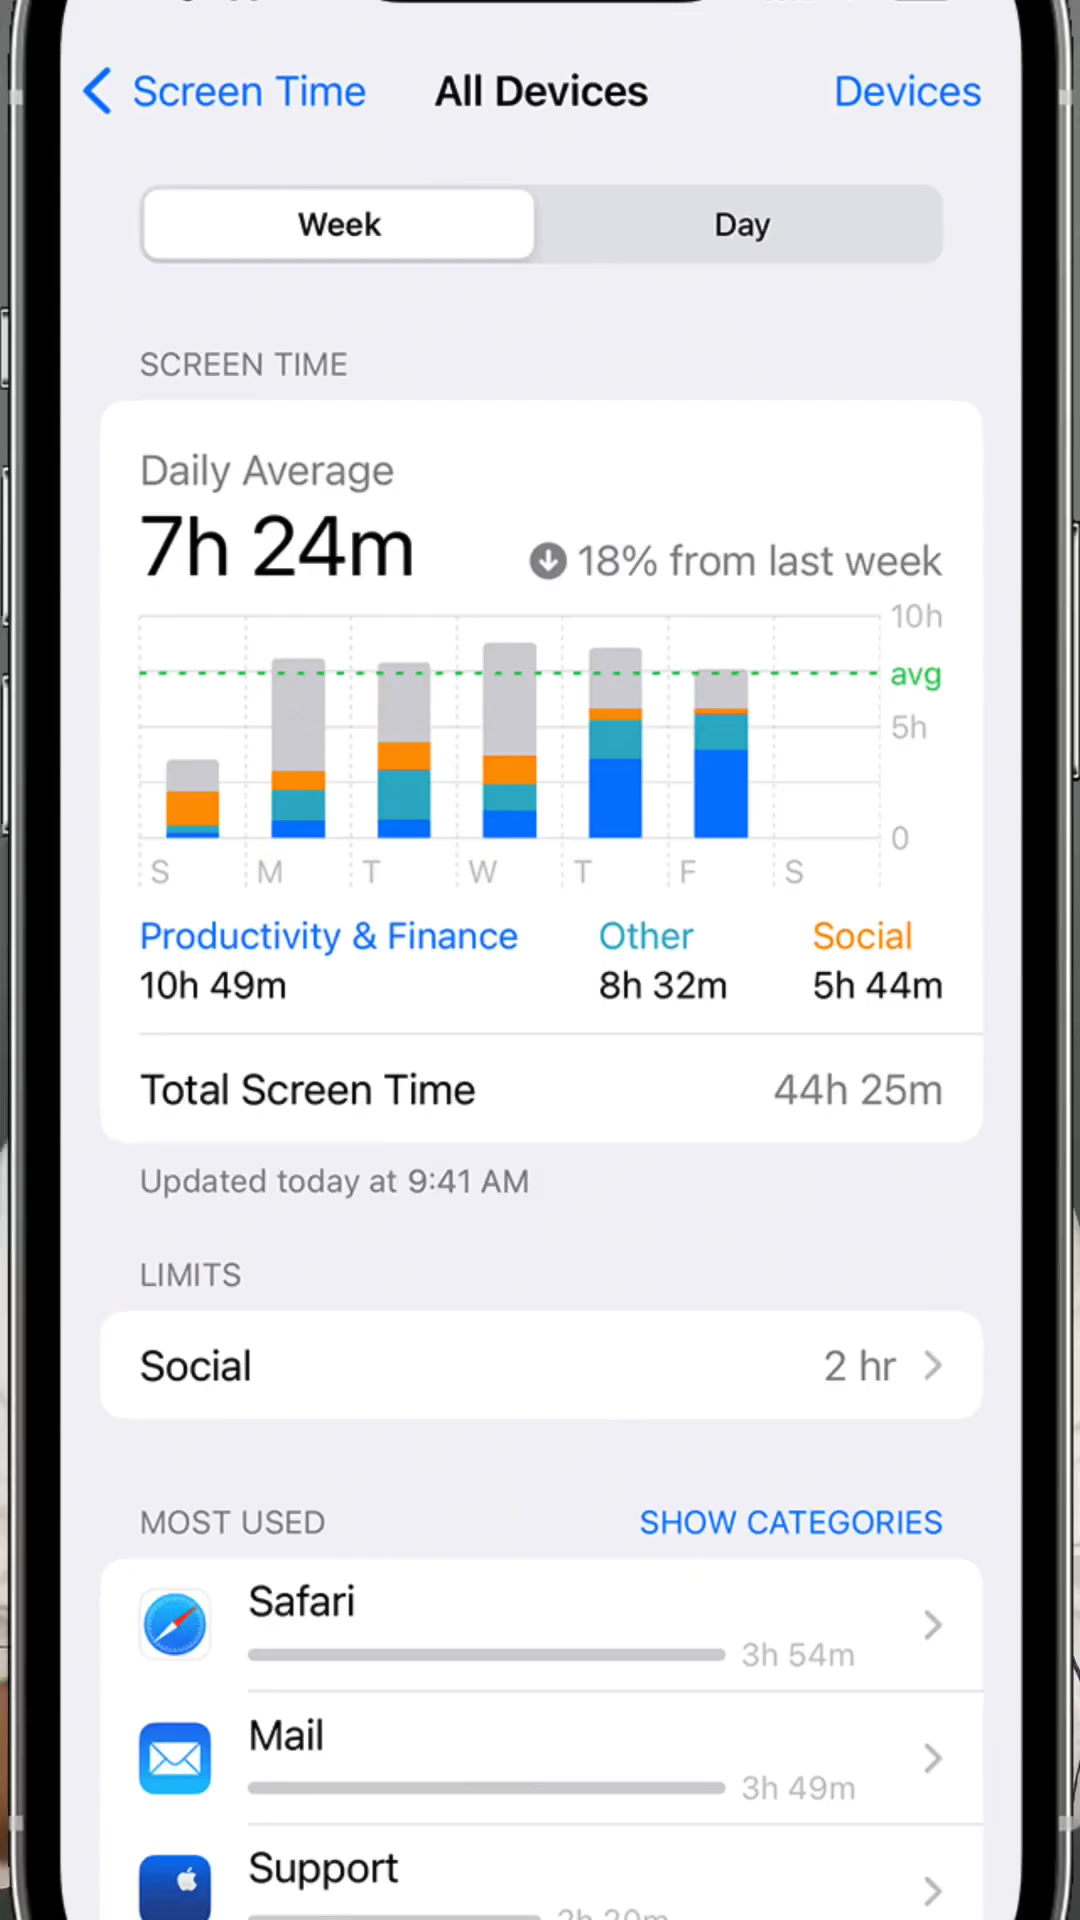 Screen Time All Devices Devices
Week Day
SCREEN TIME
Daily Average
7h 24m 18% from last week
10h
avg
5h
0
S M T W T F S
Productivity & Finance Other Social
10h 49m 8h 32m 5h 44m
Total Screen Time 44h 25m
Updated today at 9:41 AM
LIMITS
Social 2 hr
MOST USED SHOW CATEGORIES
Safari
3h 54m
Mail
3h 49m
Support